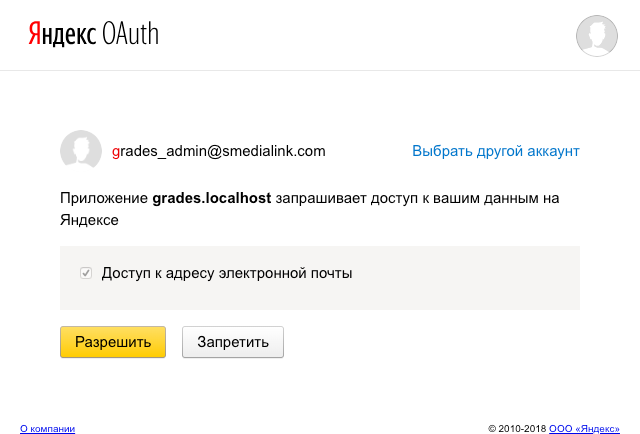 Яндекс OAuth
grades_admin@smedialink.com Выбрать другой аккаунт
Приложение grades.localhost запрашивает доступ к вашим данным на
Яндексе
Доступ к адресу электронной почты
Разрешить Запретить
О компании © 2010-2018 ООО «Яндекс»